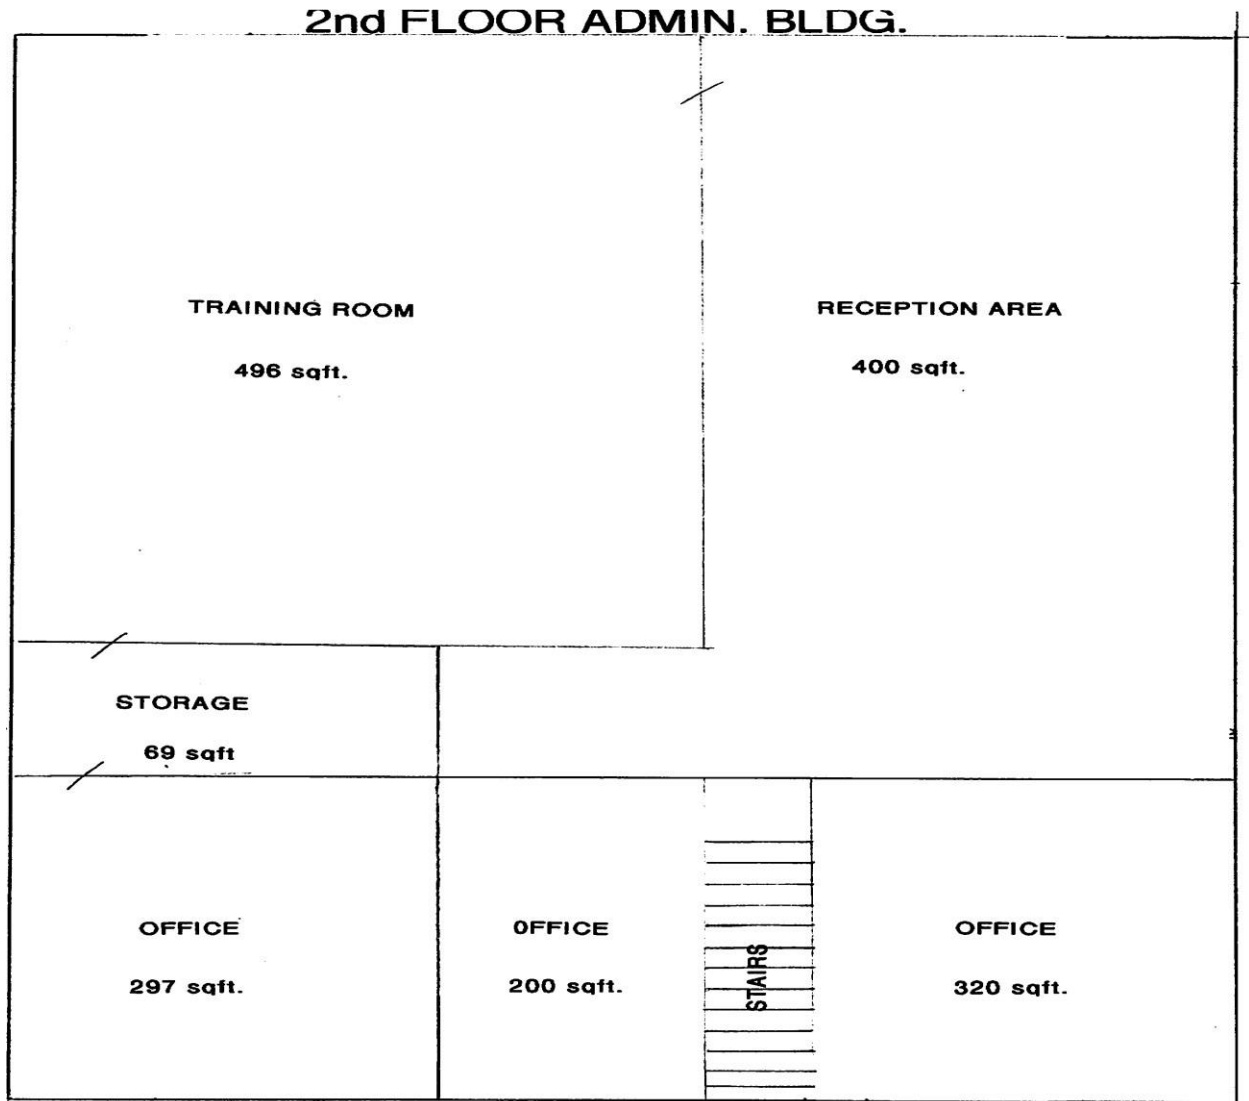 2nd FLOOR ADMIN. BLDG.
TRAINING ROOM
496 sqft.
RECEPTION AREA
400 sqft.
STORAGE
69 sqft
OFFICE
297 sqft.
0FFICE
200 sqft.
STAIRS
OFFICE
320 sqft.